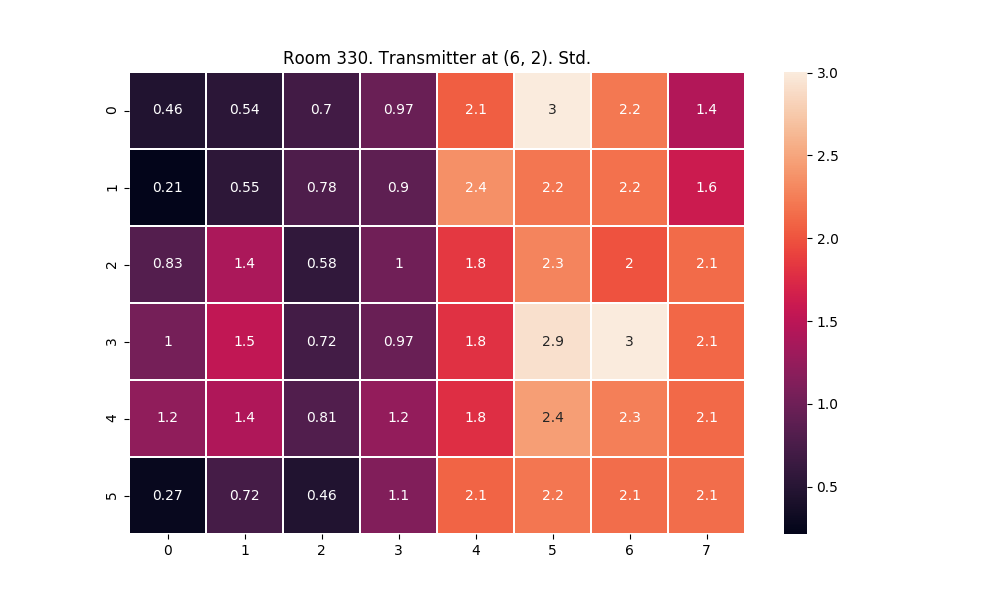 Room 330. Transmitter at (6, 2). Std.
0 0.46 0.54 0.7 0.97 2.1 3 2.2 1.4
1 0.21 0.55 0.78 0.9 2.4 2.2 2.2 1.6
2 0.83 1.4 0.58 1 1.8 2.3 2 2.1
3 1 1.5 0.72 0.97 1.8 2.9 3 2.1
4 1.2 1.4 0.81 1.2 1.8 2.4 2.3 2.1
5 0.27 0.72 0.46 1.1 2.1 2.2 2.1 2.1
0 1 2 3 4 5 6 7
3.0
2.5
2.0
1.5
1.0
0.5